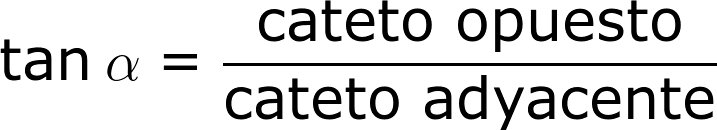 cateto opuesto
tan α =
cateto adyacente